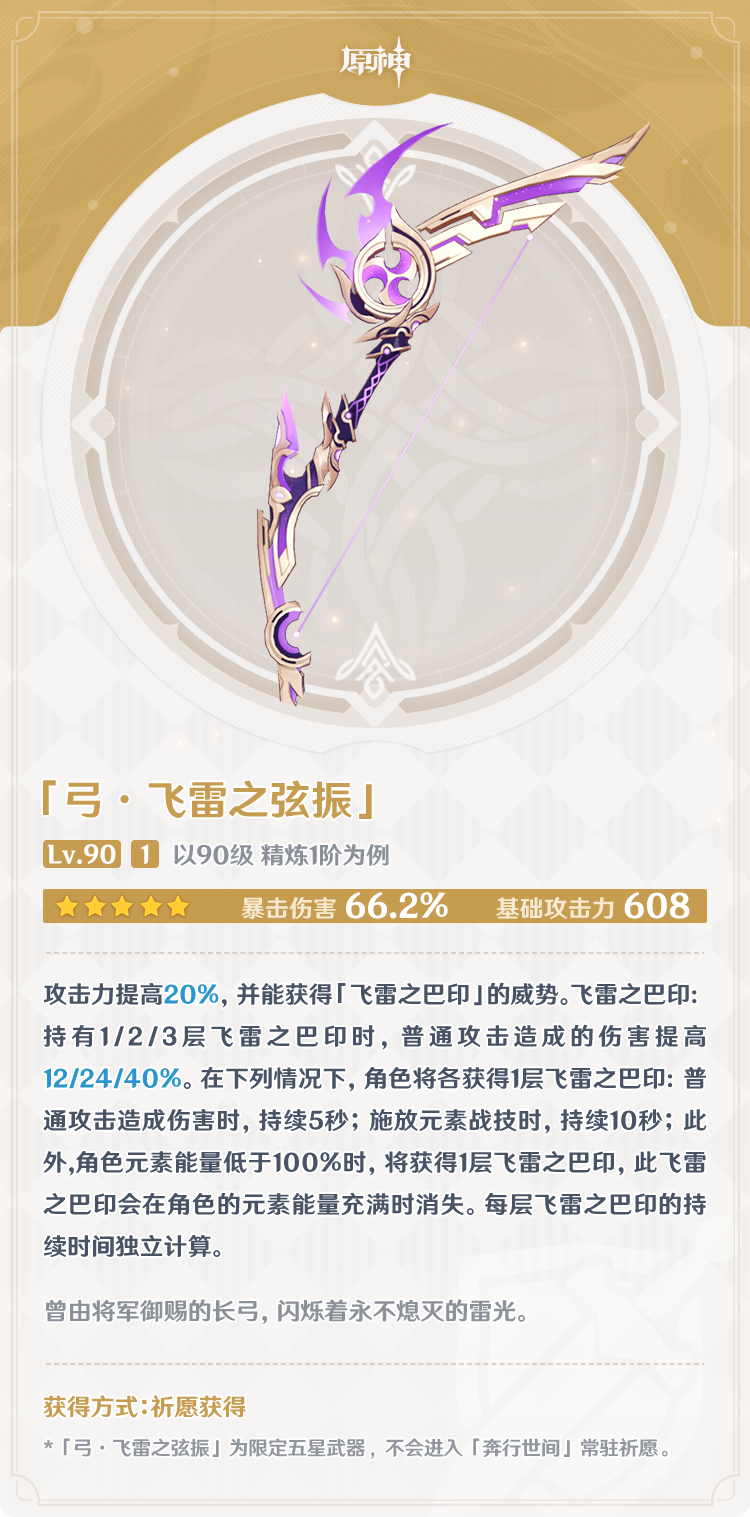 原神
「弓·飞雷之弦振」
Lv.90 1 以90级 精炼1阶为例
暴击伤害 66.2% 基础攻击力 608
攻击力提高20%，并能获得「飞雷之巴印」的威势。飞雷之巴印：
持有1/2/3层飞雷之巴印时，普通攻击造成的伤害提高
12/24/40%。在下列情况下，角色将各获得1层飞雷之巴印：普
通攻击造成伤害时，持续5秒；施放元素战技时，持续10秒；此
外,角色元素能量低于100%时，将获得1层飞雷之巴印，此飞雷
之巴印会在角色的元素能量充满时消失。每层飞雷之巴印的持
续时间独立计算。
曾由将军御赐的长弓，闪烁着永不熄灭的雷光。
获得方式：祈愿获得
*「弓·飞雷之弦振」为限定五星武器，不会进入「奔行世间」常驻祈愿。